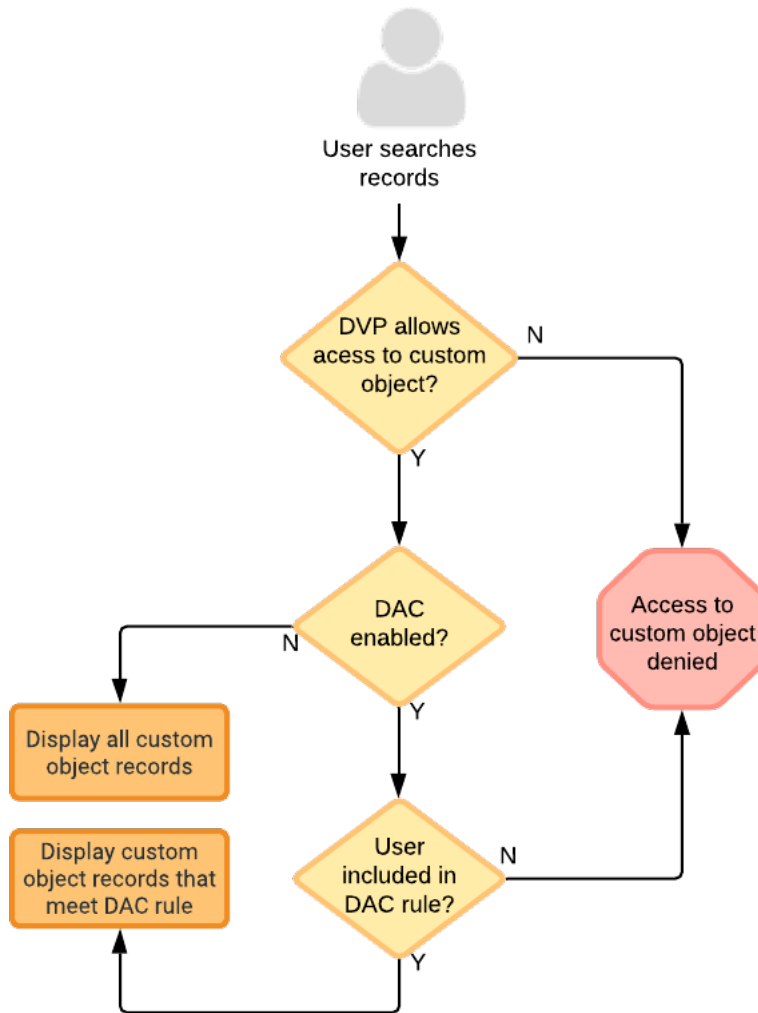 User searches
records
DVP allows
acess to custom
object?
N
Y
DAC
enabled?
N
Y
Access to
custom object
denied
Display all custom
object records
User
included in
DAC rule?
N
Y
Display custom
object records that
meet DAC rule